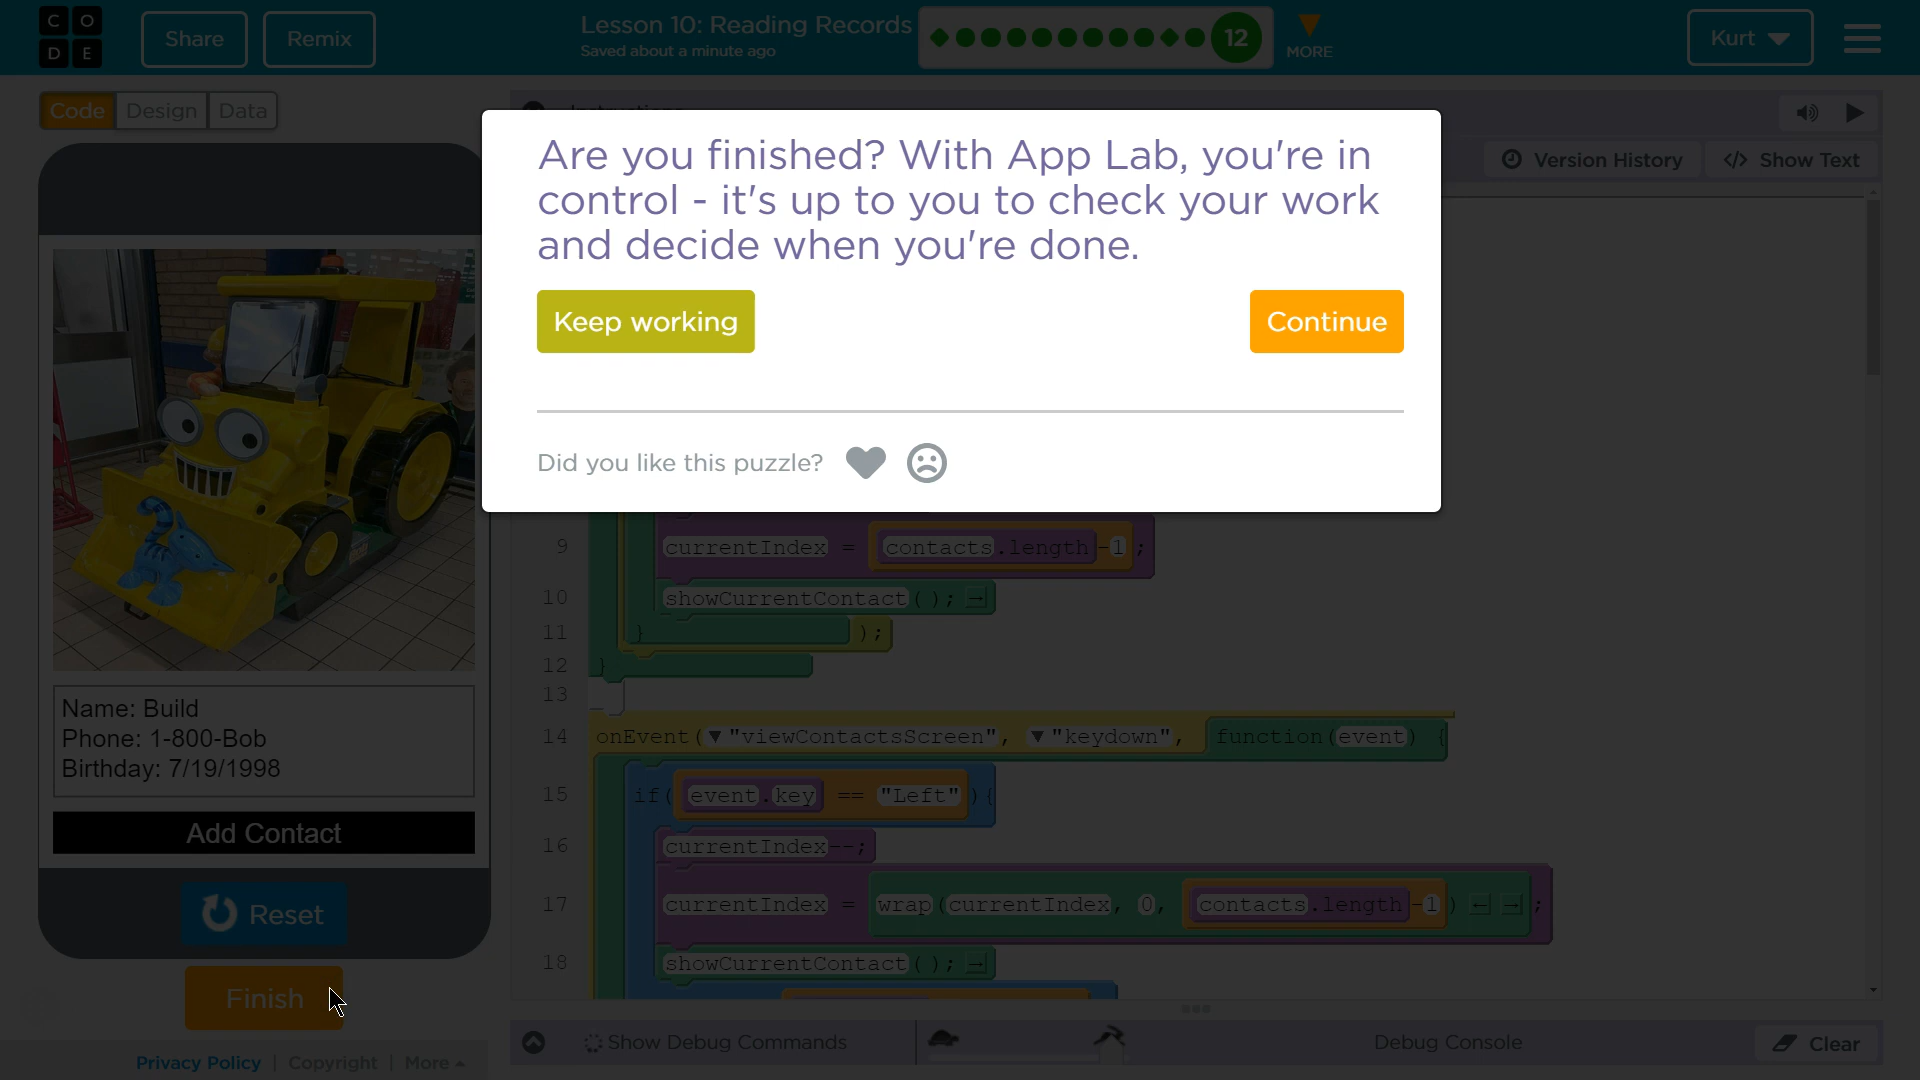 C O
D E
Share
Remix
Lesson 10: Reading Records
Saved about a minute ago
12
MORE
Kurt
Code
Design
Data
Version History
</> Show Text
Are you finished? With App Lab, you're in
control - it's up to you to check your work
and decide when you're done.
Keep working
Continue
Did you like this puzzle?
9 currentIndex = contacts.length-1;
10 showCurrentContact();
11 });
12 }
13
14 onEvent(▼"viewContactsScreen", ▼"keydown", function(event) {
15 if(event.key == "Left"){
16 currentIndex--;
17 currentIndex = wrap(currentIndex, 0, contacts.length-1);
18 showCurrentContact();
Name: Build
Phone: 1-800-Bob
Birthday: 7/19/1998
Add Contact
Reset
Finish
Privacy Policy | Copyright | More
Show Debug Commands
Debug Console
Clear